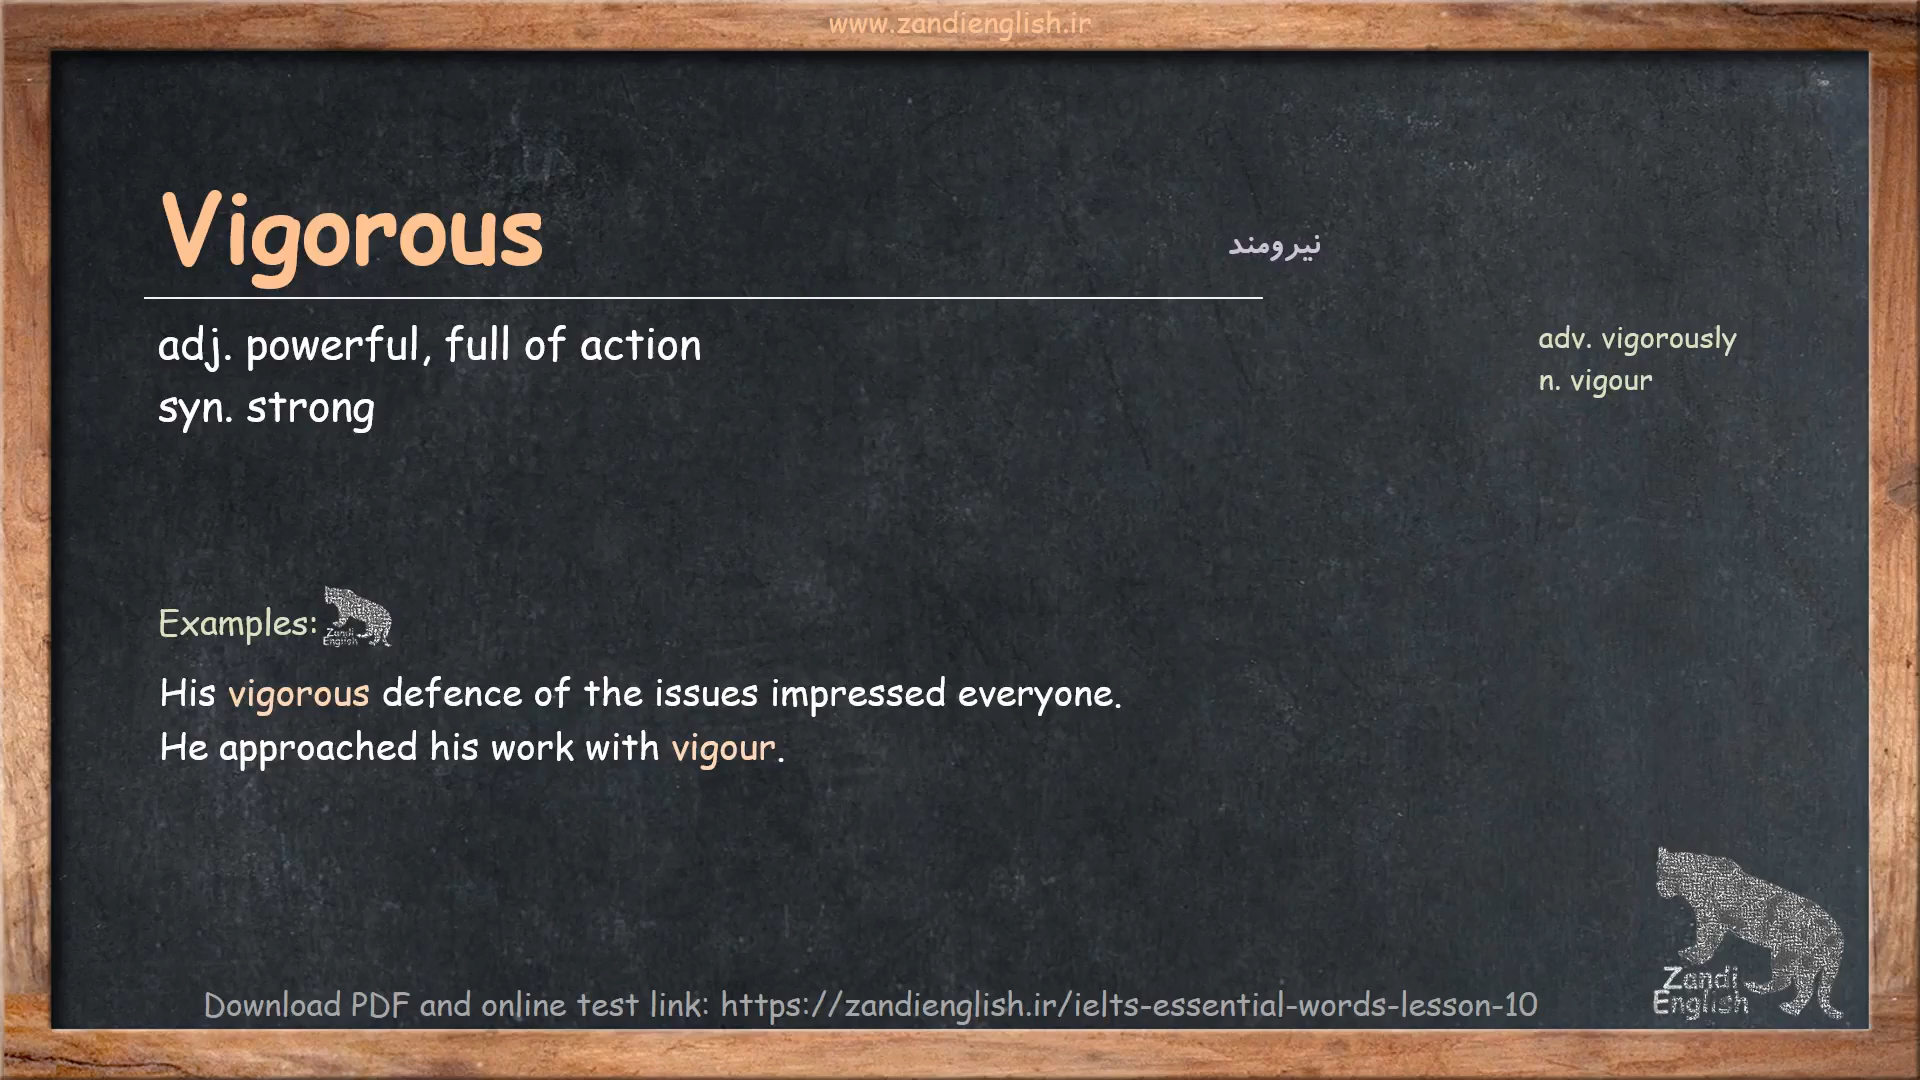 www.zandienglish.ir
Vigorous
نیرومند
adj. powerful, full of action
syn. strong
adv. vigorously
n. vigour
Examples:
Zandi
English
His vigorous defence of the issues impressed everyone.
He approached his work with vigour.
Zandi
English
Download PDF and online test link: https://zandienglish.ir/ielts-essential-words-lesson-10